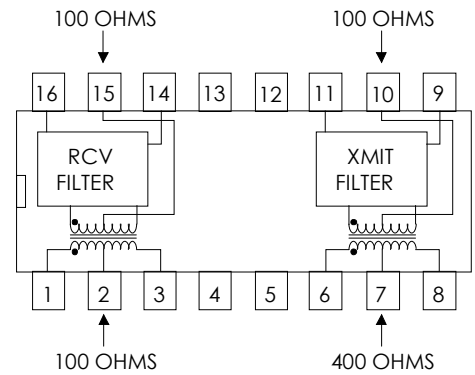 100 OHMS 100 OHMS
16 15 14 13 12 11 10 9
RCV
FILTER
XMIT
FILTER
1 2 3 4 5 6 7 8
100 OHMS 400 OHMS